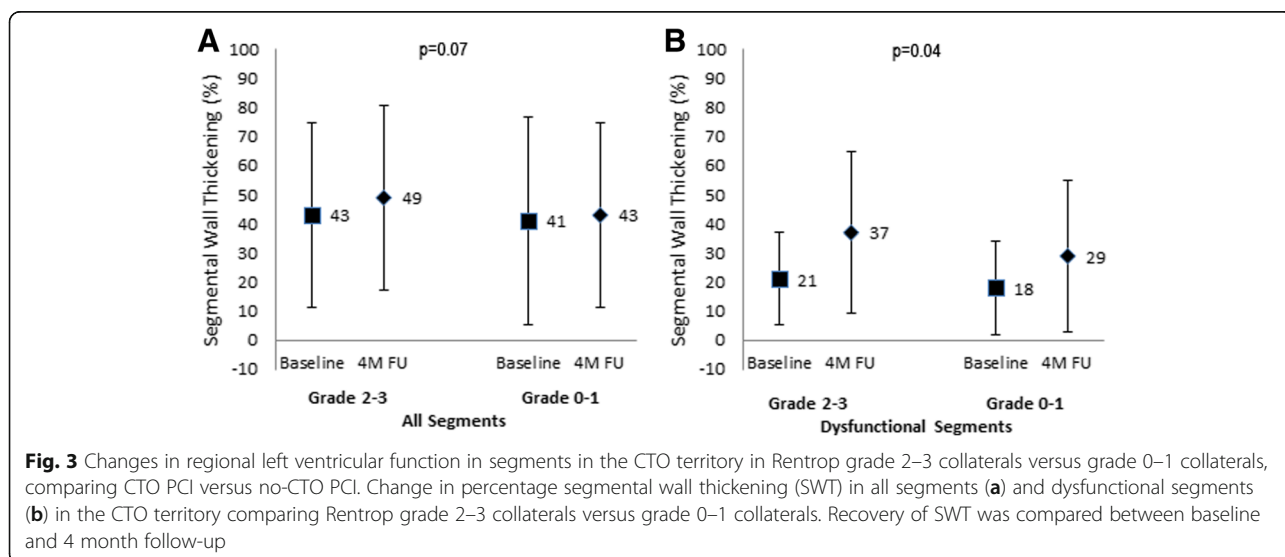 A
B
p=0.07
p=0.04
Segmental Wall Thickening (%)
100
90
80
70
60
50
40
30
20
10
0
-10
43
49
41
43
Baseline 4M FU
Baseline 4M FU
Grade 2-3
Grade 0-1
All Segments
Segmental Wall Thickening (%)
100
90
80
70
60
50
40
30
20
10
0
-10
21
37
18
29
Baseline 4M FU
Baseline 4M FU
Grade 2-3
Grade 0-1
Dysfunctional Segments
Fig. 3 Changes in regional left ventricular function in segments in the CTO territory in Rentrop grade 2–3 collaterals versus grade 0–1 collaterals,
comparing CTO PCI versus no-CTO PCI. Change in percentage segmental wall thickening (SWT) in all segments (a) and dysfunctional segments
(b) in the CTO territory comparing Rentrop grade 2–3 collaterals versus grade 0–1 collaterals. Recovery of SWT was compared between baseline
and 4 month follow-up